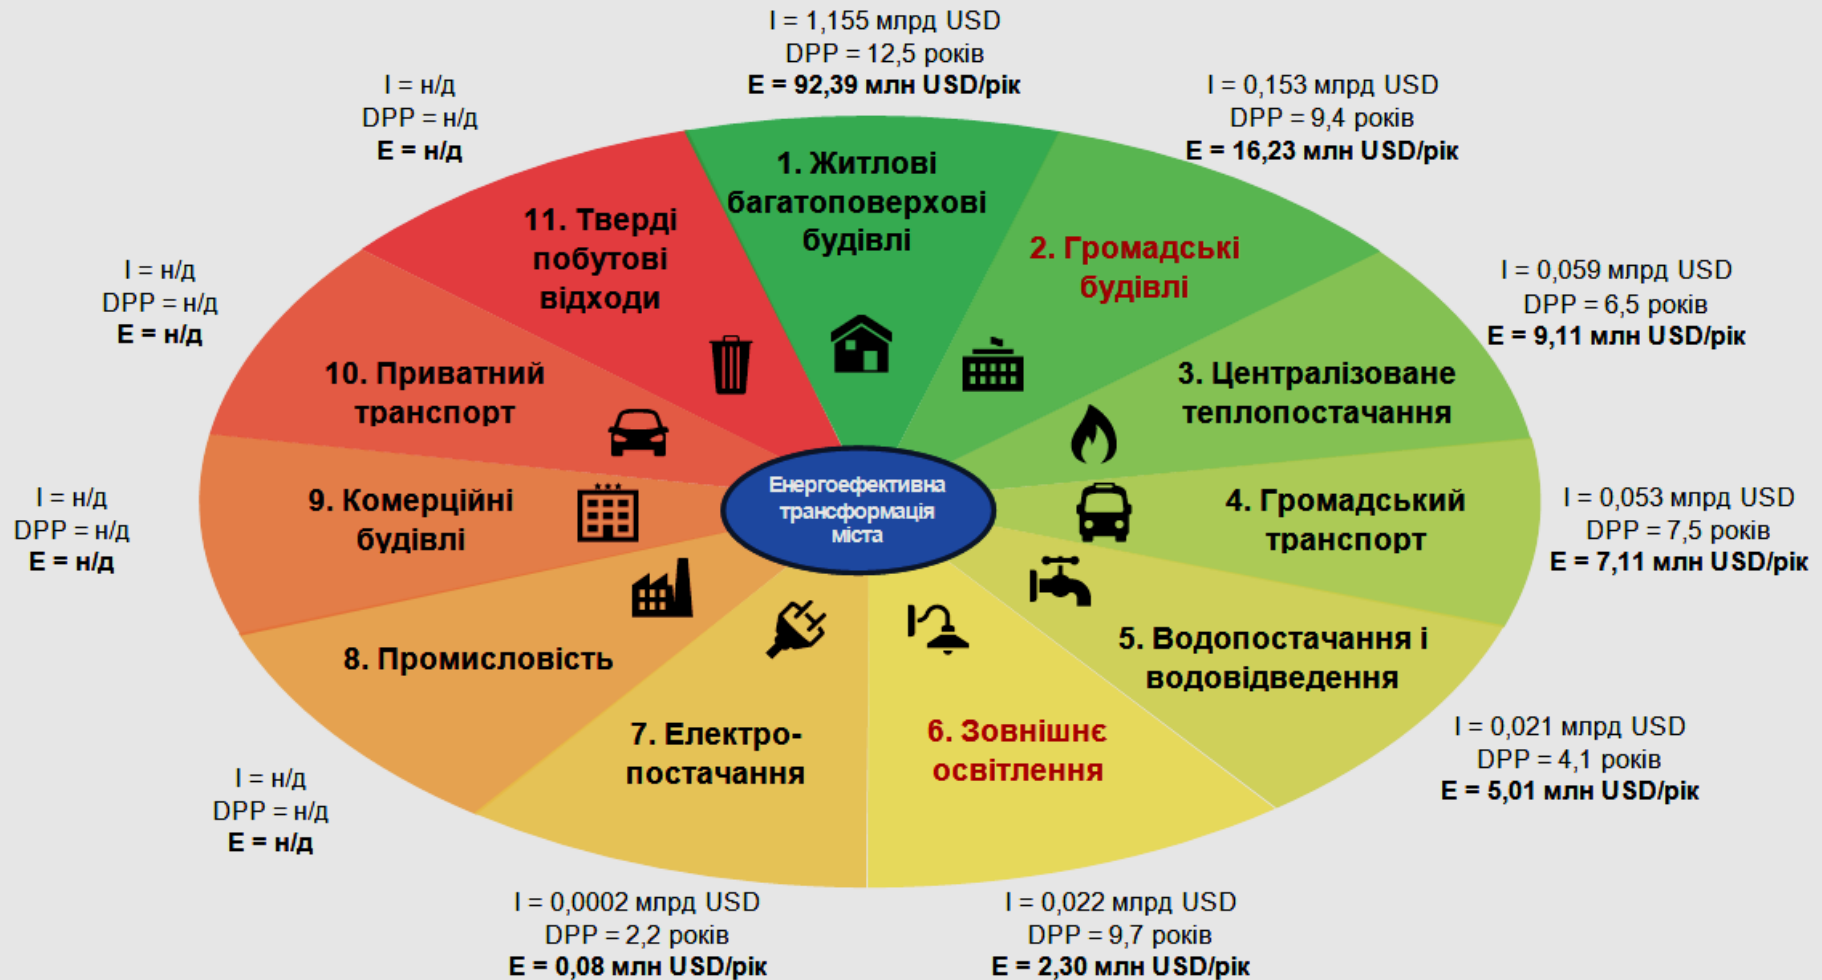 I = 1,155 млрд USD
DPP = 12,5 років
E = 92,39 млн USD/рік
I = 0,153 млрд USD
DPP = 9,4 років
E = 16,23 млн USD/рік
I = 0,059 млрд USD
DPP = 6,5 років
E = 9,11 млн USD/рік
I = 0,053 млрд USD
DPP = 7,5 років
E = 7,11 млн USD/рік
I = 0,021 млрд USD
DPP = 4,1 років
E = 5,01 млн USD/рік
I = 0,022 млрд USD
DPP = 9,7 років
E = 2,30 млн USD/рік
I = 0,0002 млрд USD
DPP = 2,2 років
E = 0,08 млн USD/рік
I = н/д
DPP = н/д
E = н/д
I = н/д
DPP = н/д
E = н/д
I = н/д
DPP = н/д
E = н/д
I = н/д
DPP = н/д
E = н/д
1. Житлові
багатоповерхові
будівлі
2. Громадські
будівлі
3. Централізоване
теплопостачання
4. Громадський
транспорт
5. Водопостачання і
водовідведення
6. Зовнішнє
освітлення
7. Електро-
постачання
8. Промисловість
9. Комерційні
будівлі
10. Приватний
транспорт
11. Тверді
побутові
відходи
Енергоефективна
трансформація
міста